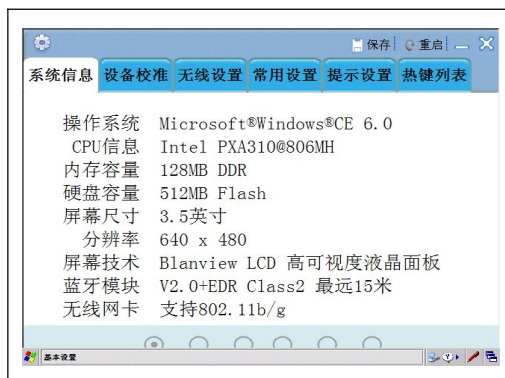 保存 重启
系统信息 设备校准 无线设置 常用设置 提示设置 热键列表
操作系统 Microsoft®Windows®CE 6.0
CPU信息 Intel PXA310@806MH
内存容量 128MB DDR
硬盘容量 512MB Flash
屏幕尺寸 3.5英寸
分辨率 640 x 480
屏幕技术 Blanview LCD 高可视度液晶面板
蓝牙模块 V2.0+EDR Class2 最远15米
无线网卡 支持802.11b/g
基本设置